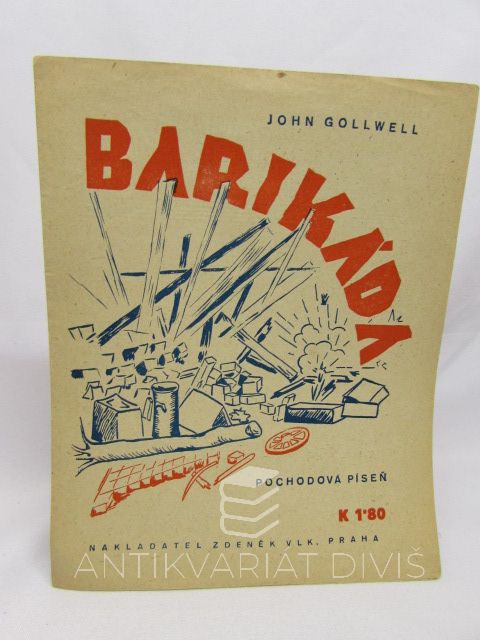 JOHN GOLLWELL
BARIKÁDA
POCHODOVÁ PÍSEŇ
K 1·80
NAKLADATEL ZDENĚK VLK, PRAHA
ANTIKVARIÁT DIVIŠ